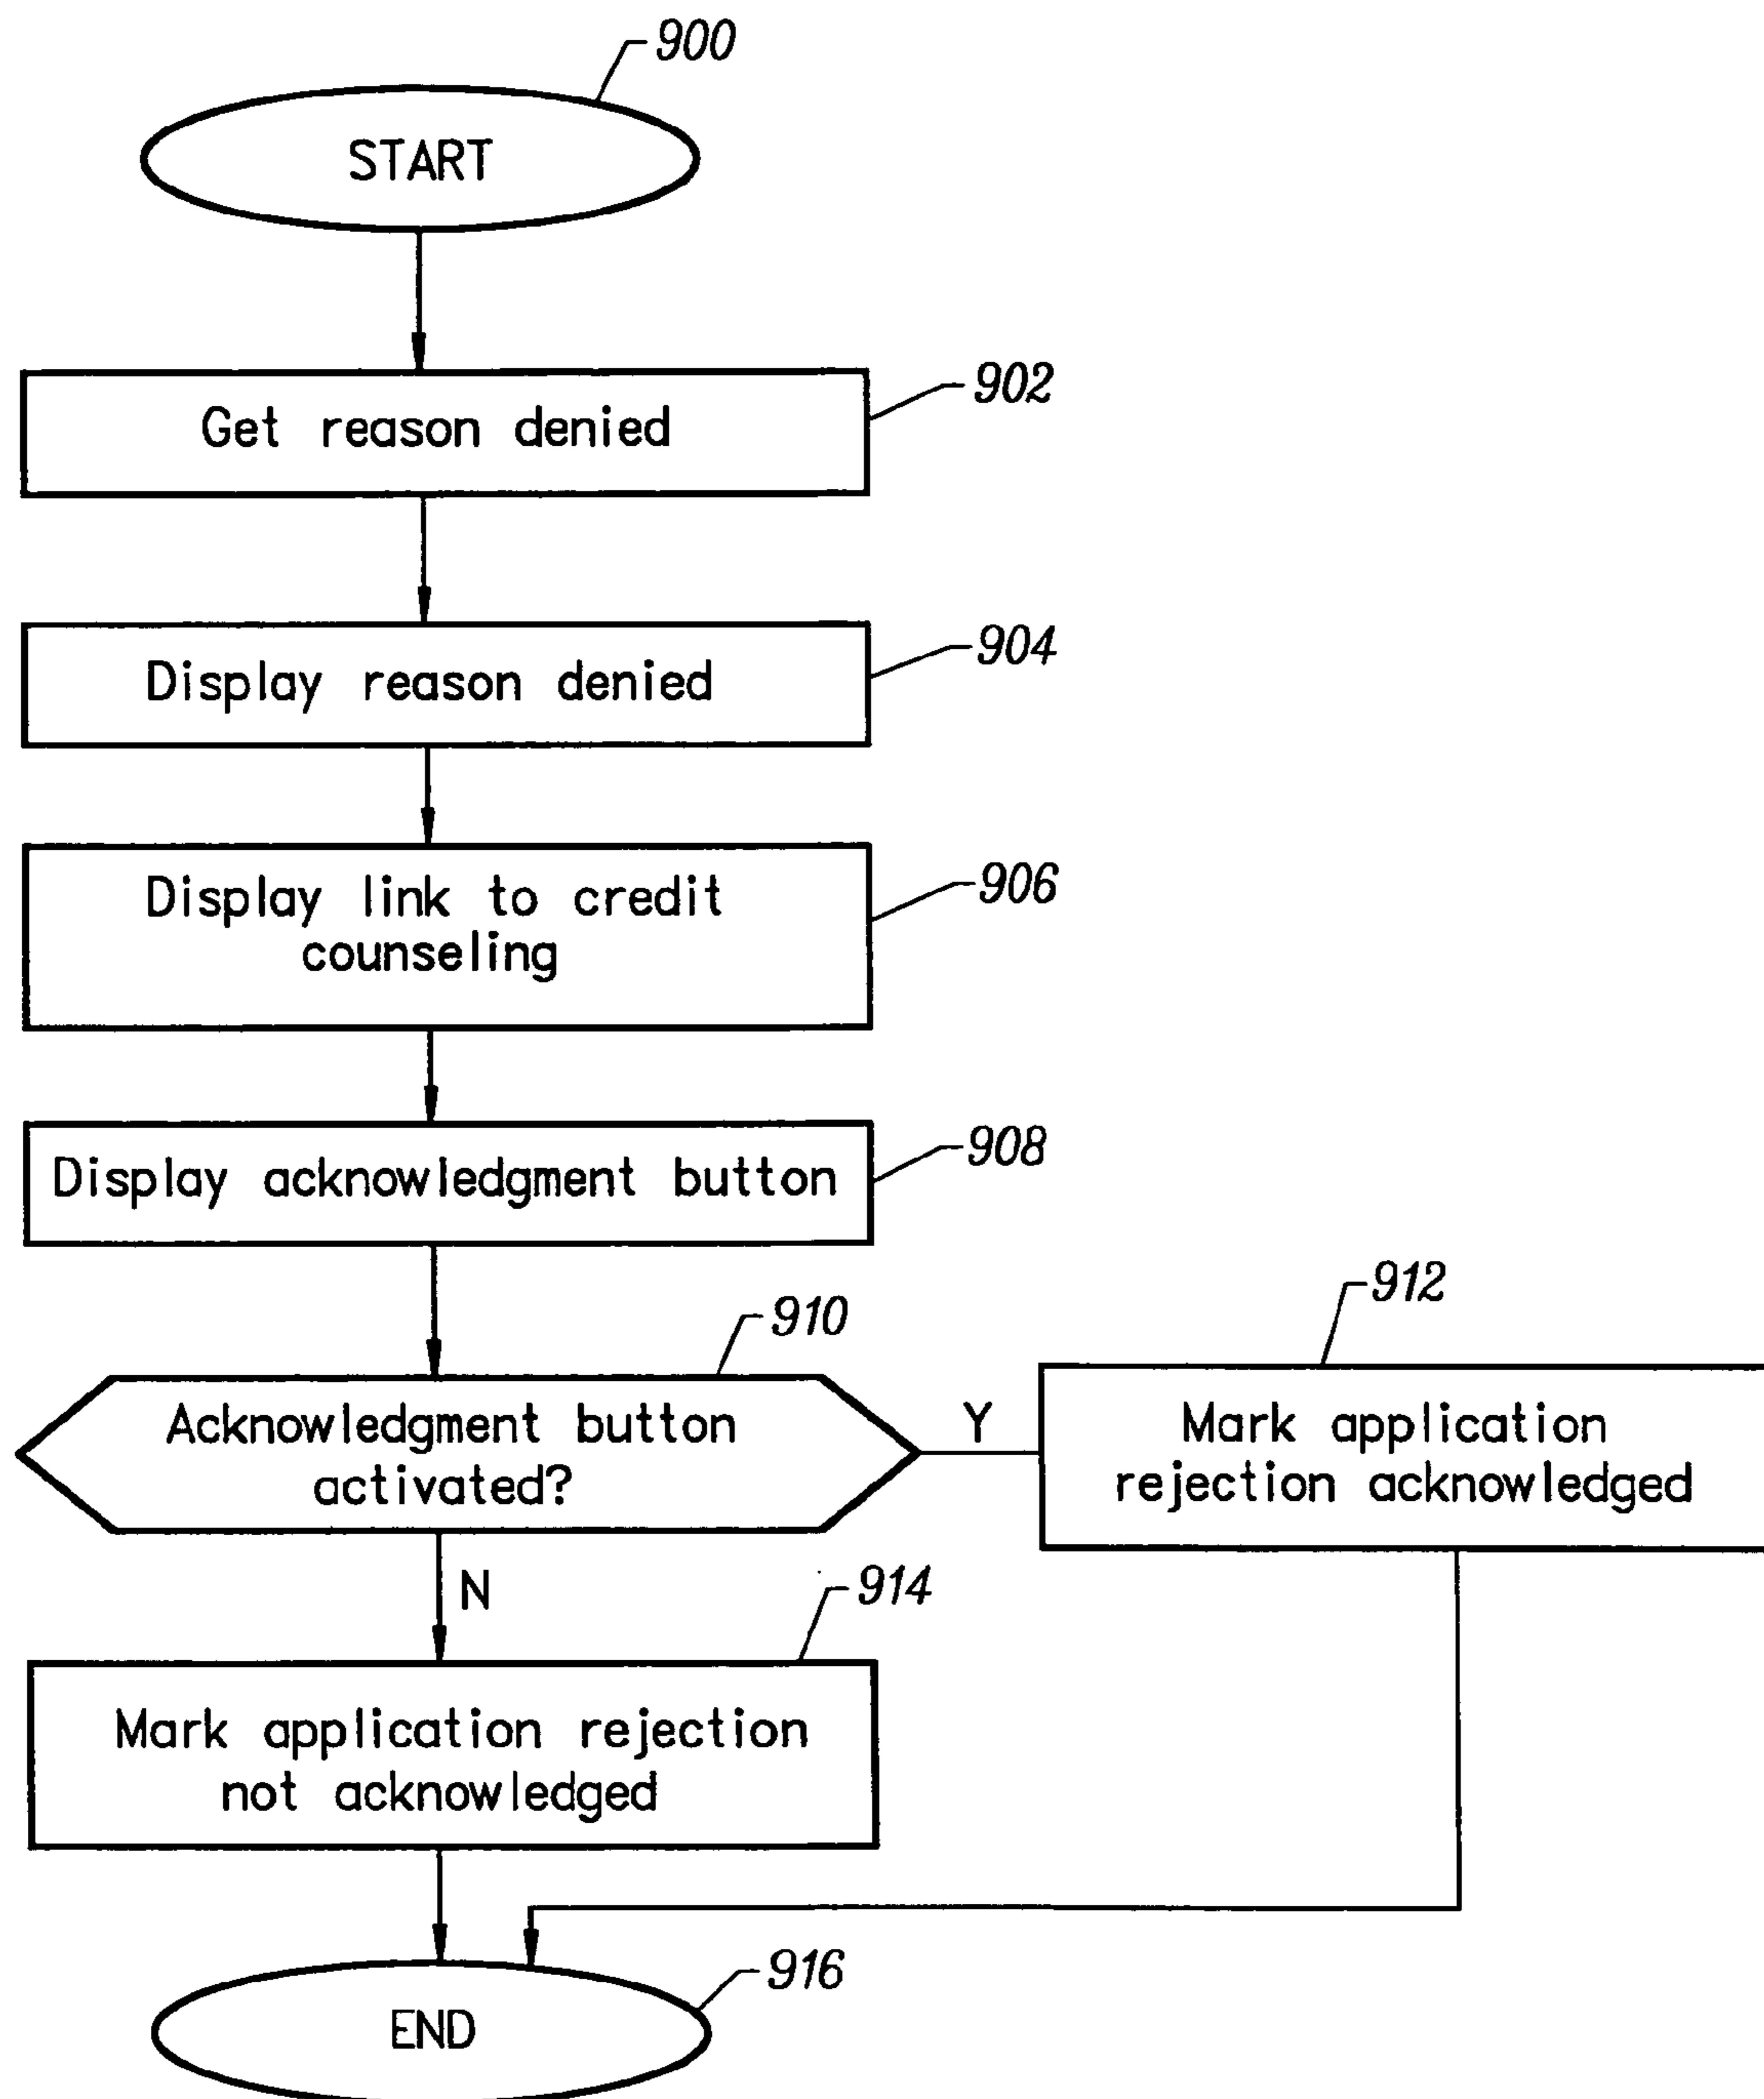 900
START
902
Get reason denied
904
Display reason denied
906
Display link to credit
counseling
908
Display acknowledgment button
910
Acknowledgment button
activated?
Y
912
Mark application
rejection acknowledged
N
914
Mark application rejection
not acknowledged
916
END